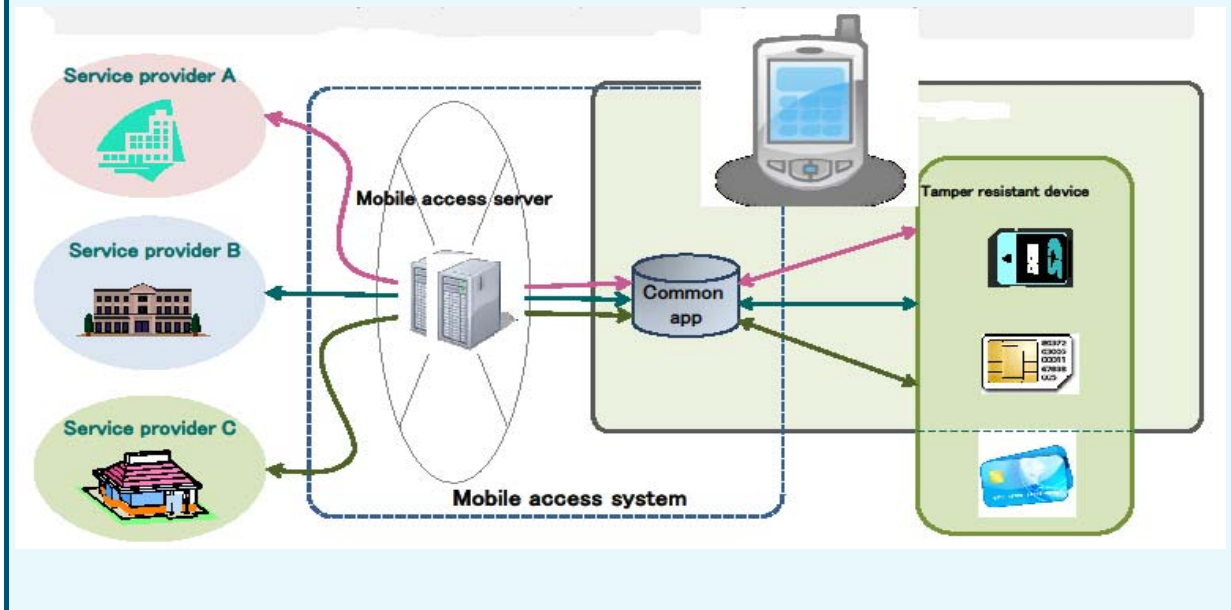 Service provider A
Mobile access server
Tamper resistant device
Service provider B
Common
app
Service provider C
Mobile access system